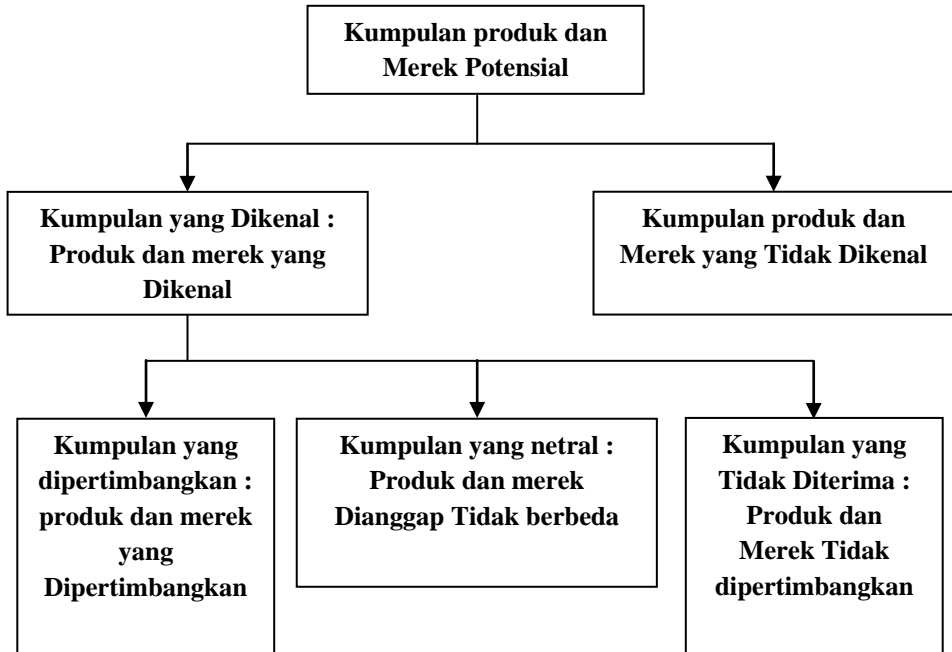 Kumpulan produk dan
Merek Potensial
Kumpulan yang Dikenal :
Produk dan merek yang
Dikenal
Kumpulan produk dan
Merek yang Tidak Dikenal
Kumpulan yang
dipertimbangkan :
produk dan merek
yang
Dipertimbangkan
Kumpulan yang netral :
Produk dan merek
Dianggap Tidak berbeda
Kumpulan yang
Tidak Diterima :
Produk dan
Merek Tidak
dipertimbangkan